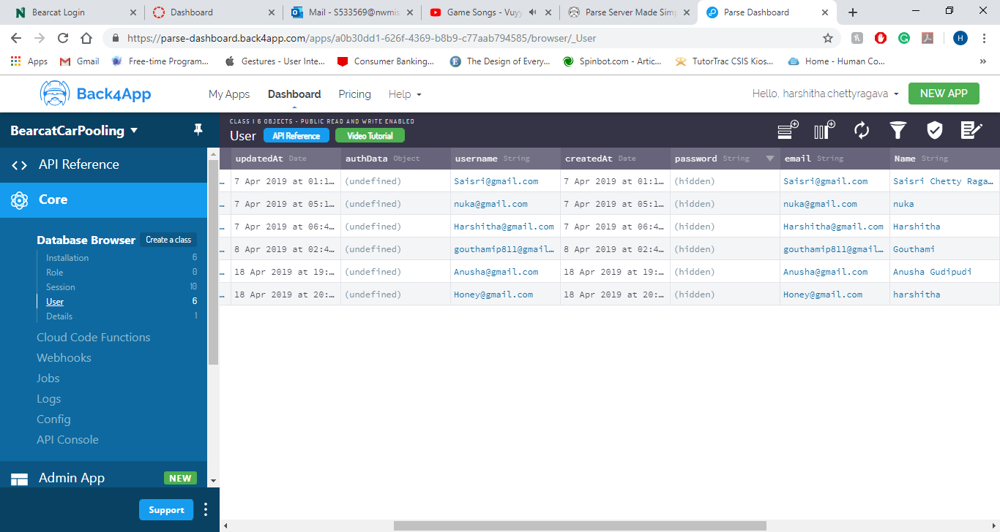 Bearcat Login
Dashboard
Mail - S533569@nwmis
Game Songs - Vuyy
Parse Server Made Simp
Parse Dashboard
https://parse-dashboard.back4app.com/apps/a0b30dd1-626f-4369-b8b9-c77aab794585/browser/_User
H
Apps
Gmail
Free-time Program...
Gestures - User Inte...
Consumer Banking...
The Design of Every...
Spinbot.com - Artic...
TutorTrac CSIS Kios...
Home - Human Co...
»
Back4App
My Apps
Dashboard
Pricing
Help
Hello, harshitha.chettyragava
NEW APP
BearcatCarPooling
API Reference
Core
Database Browser Create a class
Installation 6
Role 0
Session 10
User 6
Details 1
Cloud Code Functions
Webhooks
Jobs
Logs
Config
API Console
Admin App NEW
Support
CLASS | 6 OBJECTS - PUBLIC READ AND WRITE ENABLED
User API Reference Video Tutorial
updatedAt Date authData Object username String createdAt Date password String email String Name String
… 7 Apr 2019 at 01:1… (undefined) Saisri@gmail.com 7 Apr 2019 at 01:1… (hidden) Saisri@gmail.com Saisri Chetty Raga…
… 7 Apr 2019 at 05:1… (undefined) nuka@gmail.com 7 Apr 2019 at 05:1… (hidden) nuka@gmail.com nuka
… 7 Apr 2019 at 06:4… (undefined) Harshitha@gmail.com 7 Apr 2019 at 06:4… (hidden) Harshitha@gmail.com Harshitha
… 8 Apr 2019 at 02:4… (undefined) gouthamip811@gmail… 8 Apr 2019 at 02:4… (hidden) gouthamip811@gmail… Gouthami
… 18 Apr 2019 at 19:… (undefined) Anusha@gmail.com 18 Apr 2019 at 19:… (hidden) Anusha@gmail.com Anusha Gudipudi
… 18 Apr 2019 at 20:… (undefined) Honey@gmail.com 18 Apr 2019 at 20:… (hidden) Honey@gmail.com harshitha